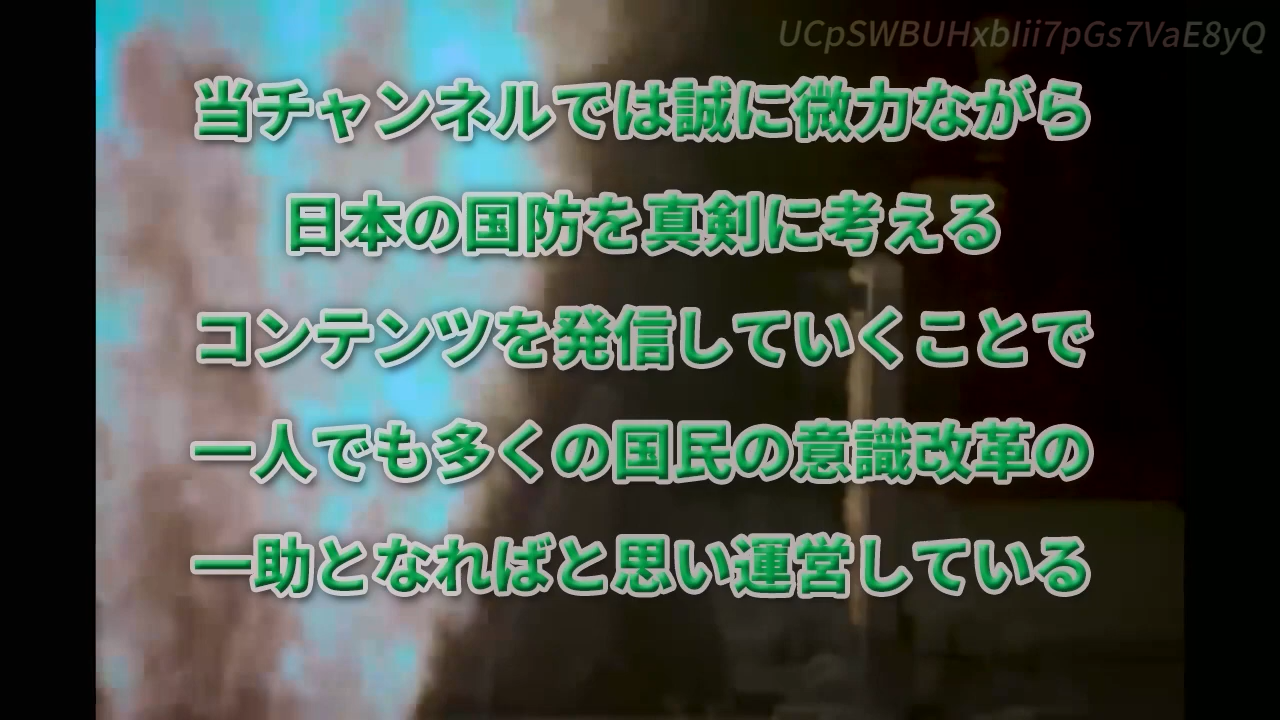 UCpSWBUHxbIii7pGs7VaE8yQ
当チャンネルでは誠に微力ながら
日本の国防を真剣に考える
コンテンツを発信していくことで
一人でも多くの国民の意識改革の
一助となればと思い運営している